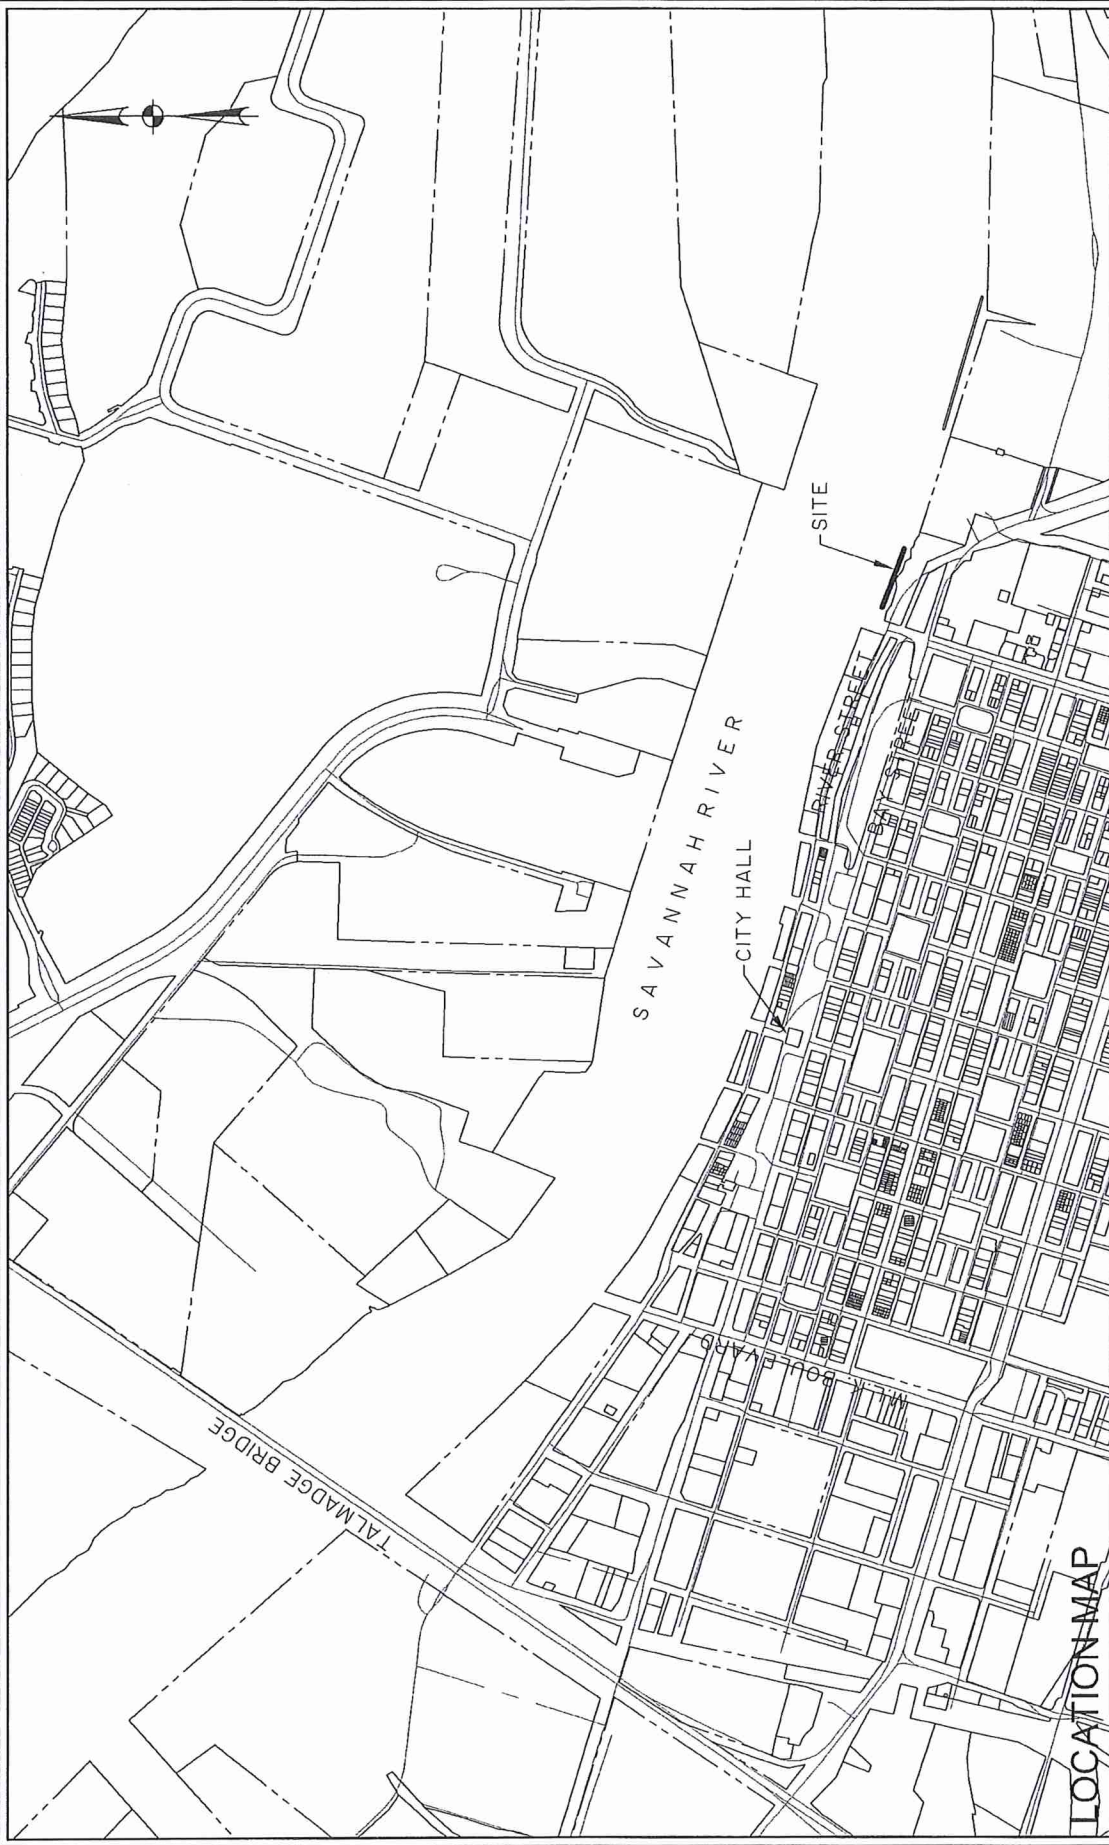 TALMADGE BRIDGE
SAVANNAH RIVER
CITY HALL
SITE
RIVER STREET
BAY STREET
M.L.K. BOULEVARD
LOCATION MAP